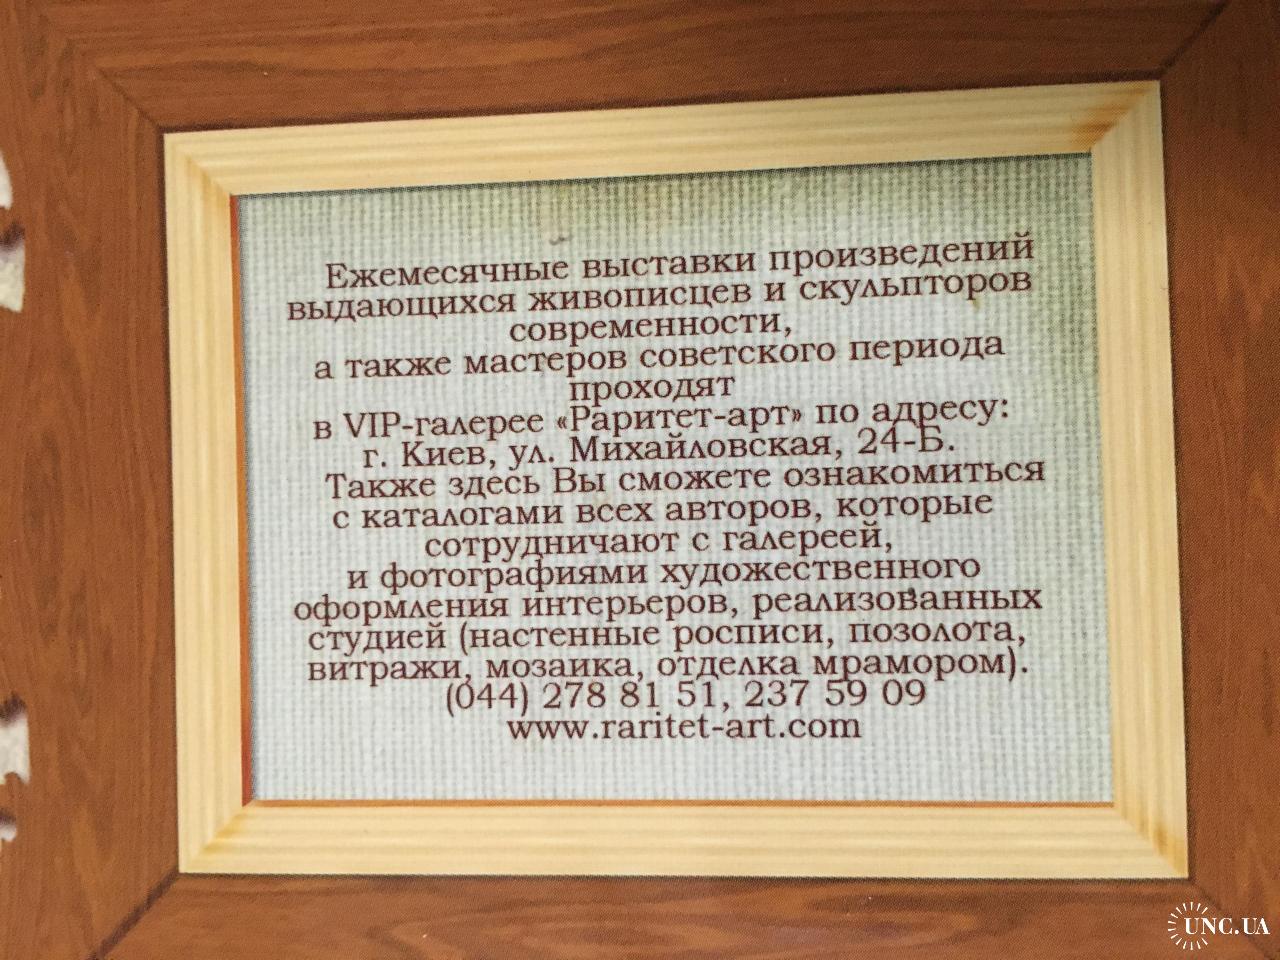 Ежемесячные выставки произведений
выдающихся живописцев и скульпторов
современности,
а также мастеров советского периода
проходят
в VIP-галерее «Раритет-арт» по адресу:
г. Киев, ул. Михайловская, 24-Б.
Также здесь Вы сможете ознакомиться
с каталогами всех авторов, которые
сотрудничают с галереей,
и фотографиями художественного
оформления интерьеров, реализованных
студией (настенные росписи, позолота,
витражи, мозаика, отделка мрамором).
(044) 278 81 51, 237 59 09
www.raritet-art.com
UNC.UA